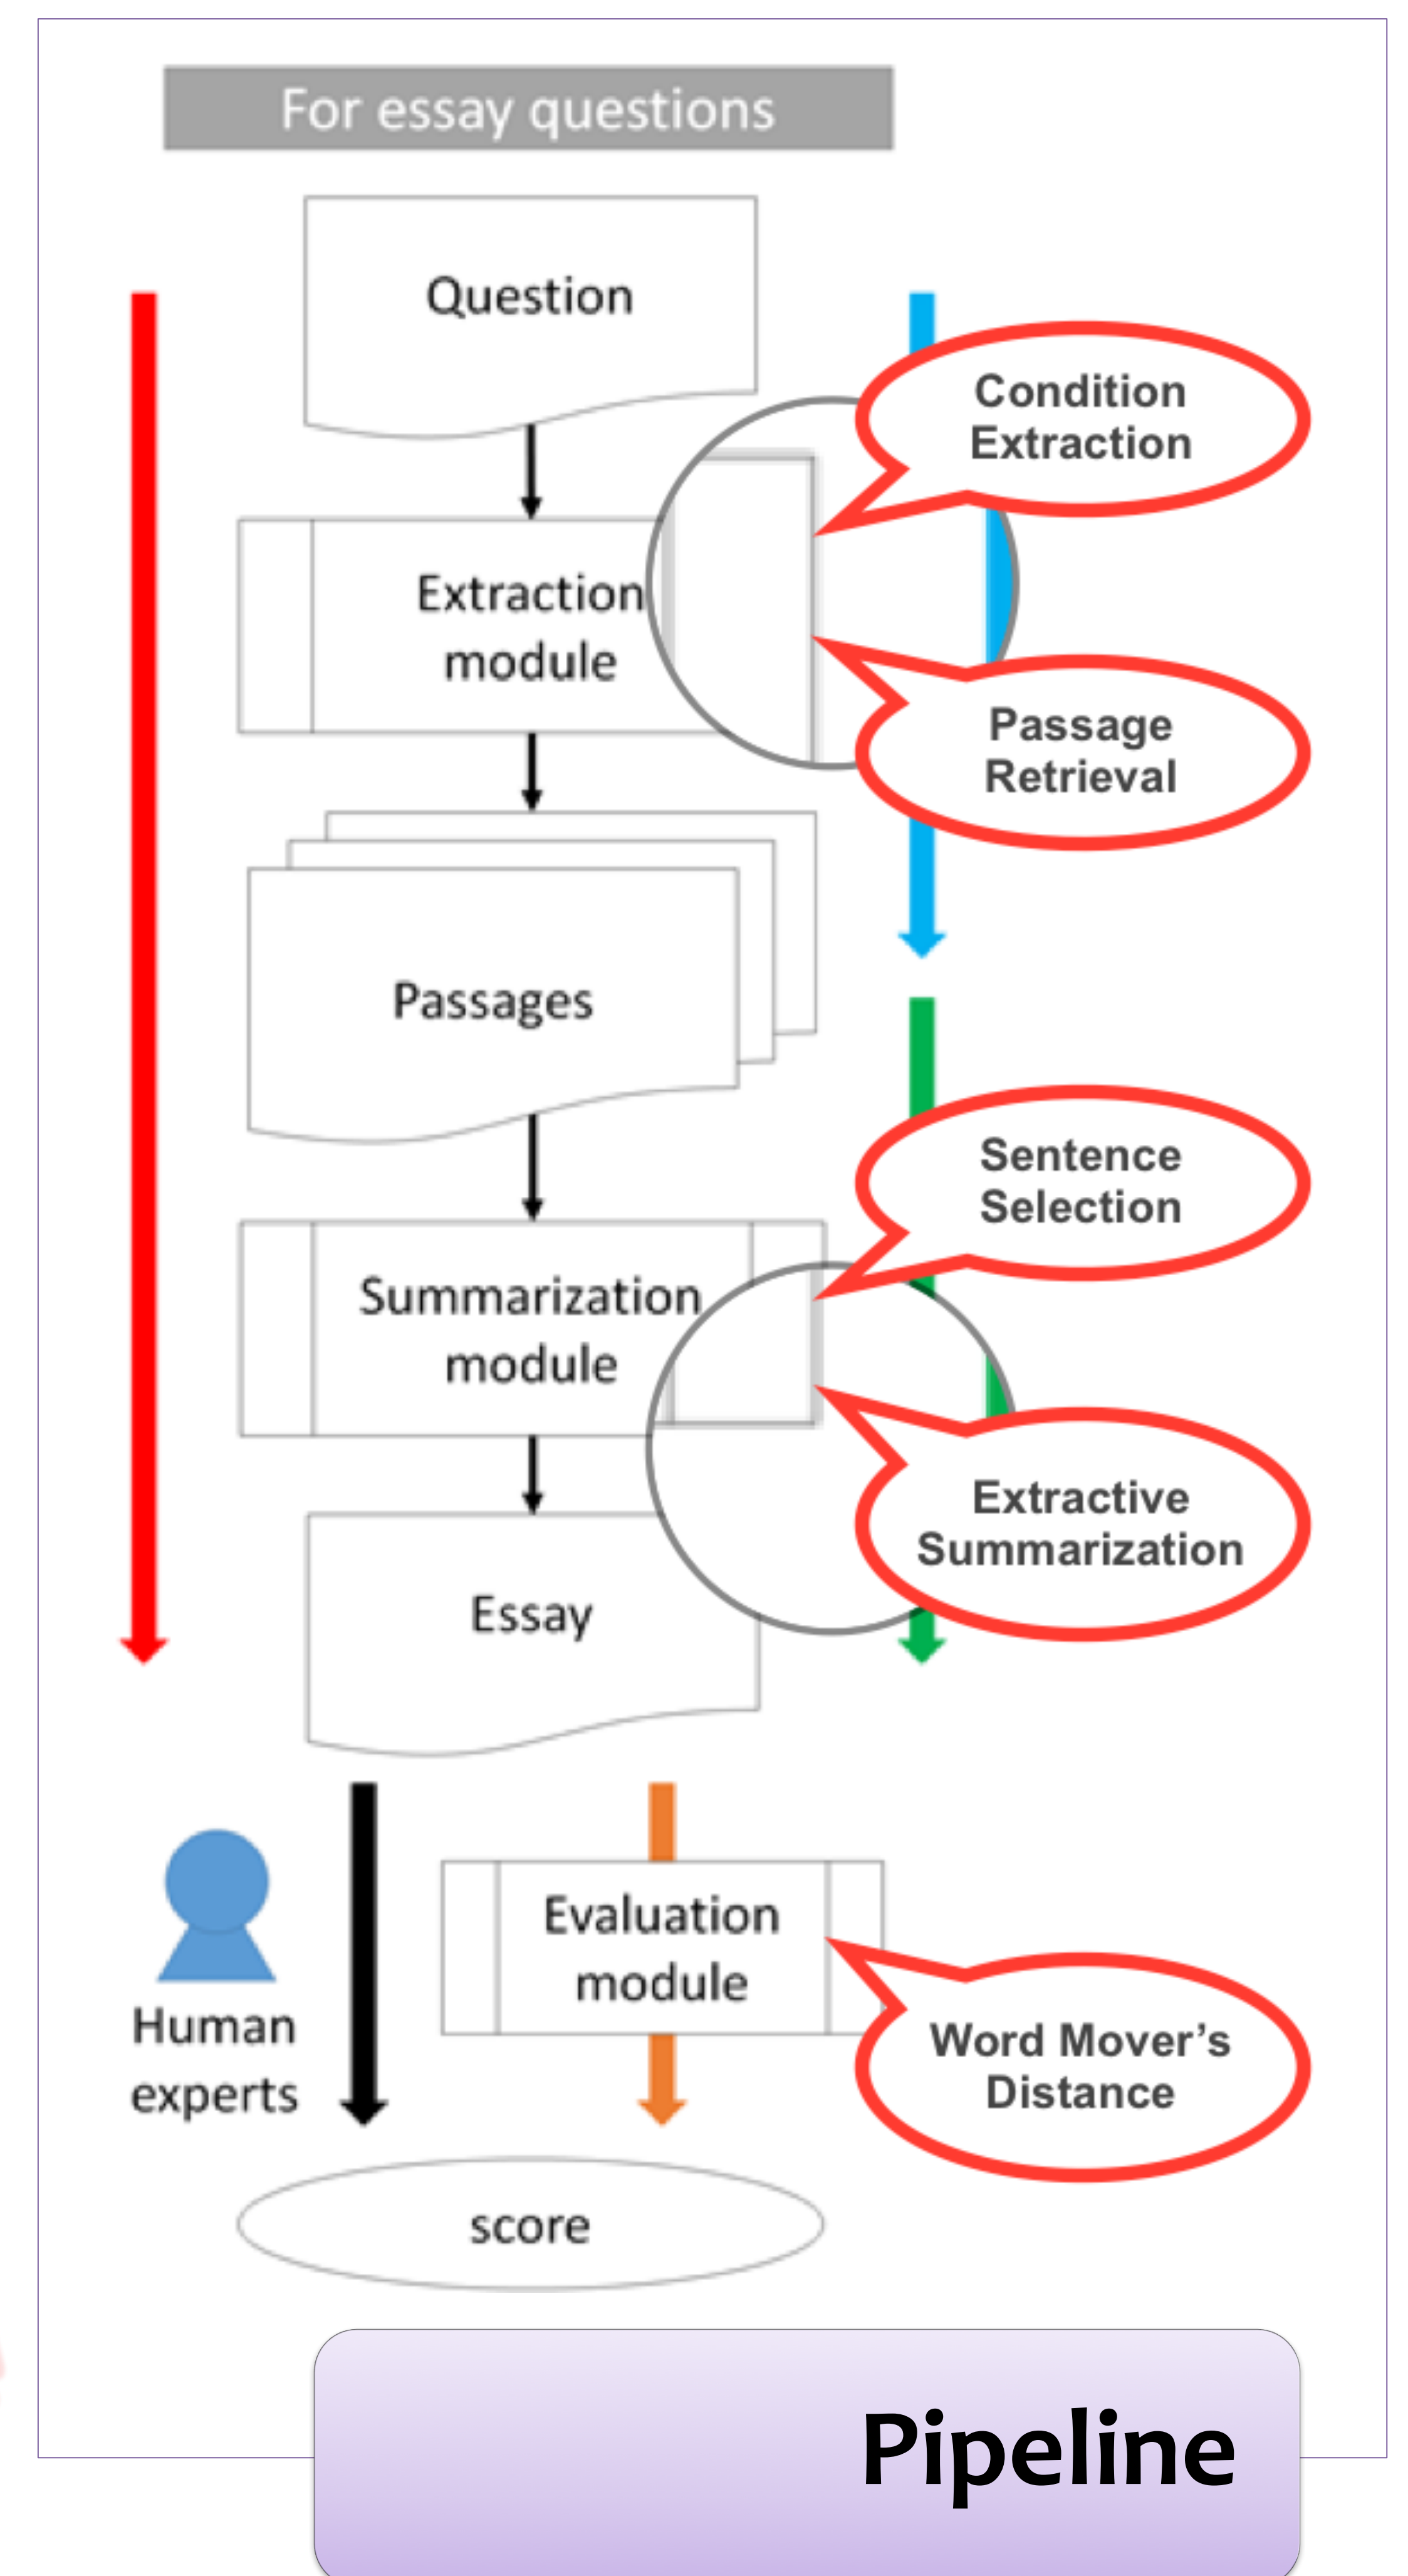 For essay questions
Question
Condition
Extraction
Extraction
module
Passage
Retrieval
Passages
Sentence
Selection
Summarization
module
Extractive
Summarization
Essay
Evaluation
module
Human
experts
Word Mover’s
Distance
score
Pipeline